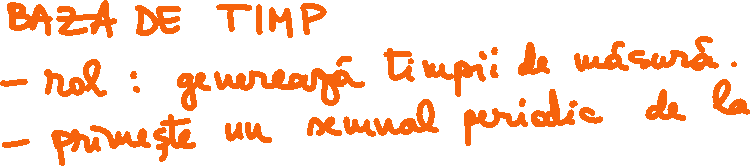 BAZA DE TIMP
- rol : generează timpii de măsură.
- primește un semnal periodic de la